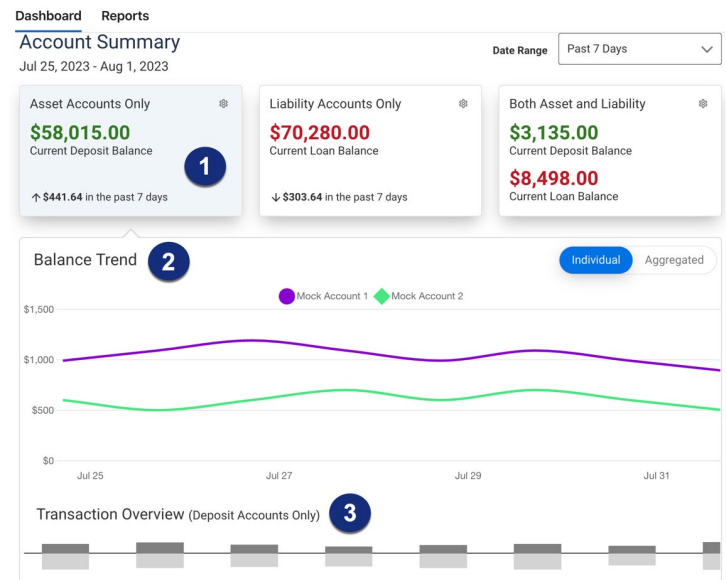 Dashboard Reports
Account Summary
Jul 25, 2023 - Aug 1, 2023
Date Range Past 7 Days
Asset Accounts Only
$58,015.00
Current Deposit Balance
↑ $441.64 in the past 7 days
1
Liability Accounts Only
$70,280.00
Current Loan Balance
↓ $303.64 in the past 7 days
Both Asset and Liability
$3,135.00
Current Deposit Balance
$8,498.00
Current Loan Balance
Balance Trend 2
Individual Aggregated
Mock Account 1 Mock Account 2
$1,500
$1,000
$500
$0
Jul 25 Jul 27 Jul 29 Jul 31
Transaction Overview (Deposit Accounts Only) 3